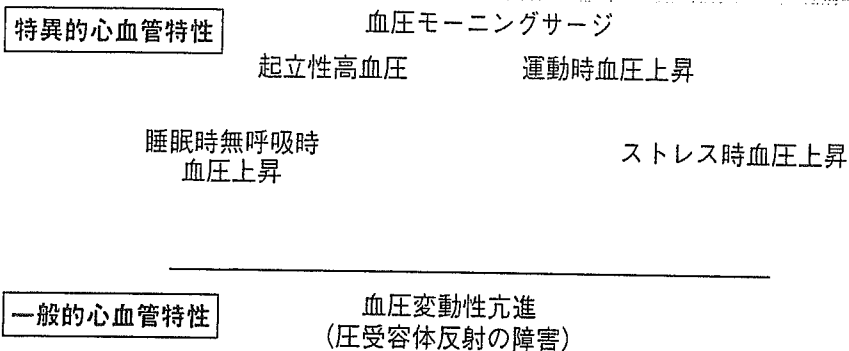 特異的心血管特性
血圧モーニングサージ
起立性高血圧
運動時血圧上昇
睡眠時無呼吸時
血圧上昇
ストレス時血圧上昇
一般的心血管特性
血圧変動性亢進
(圧受容体反射の障害)